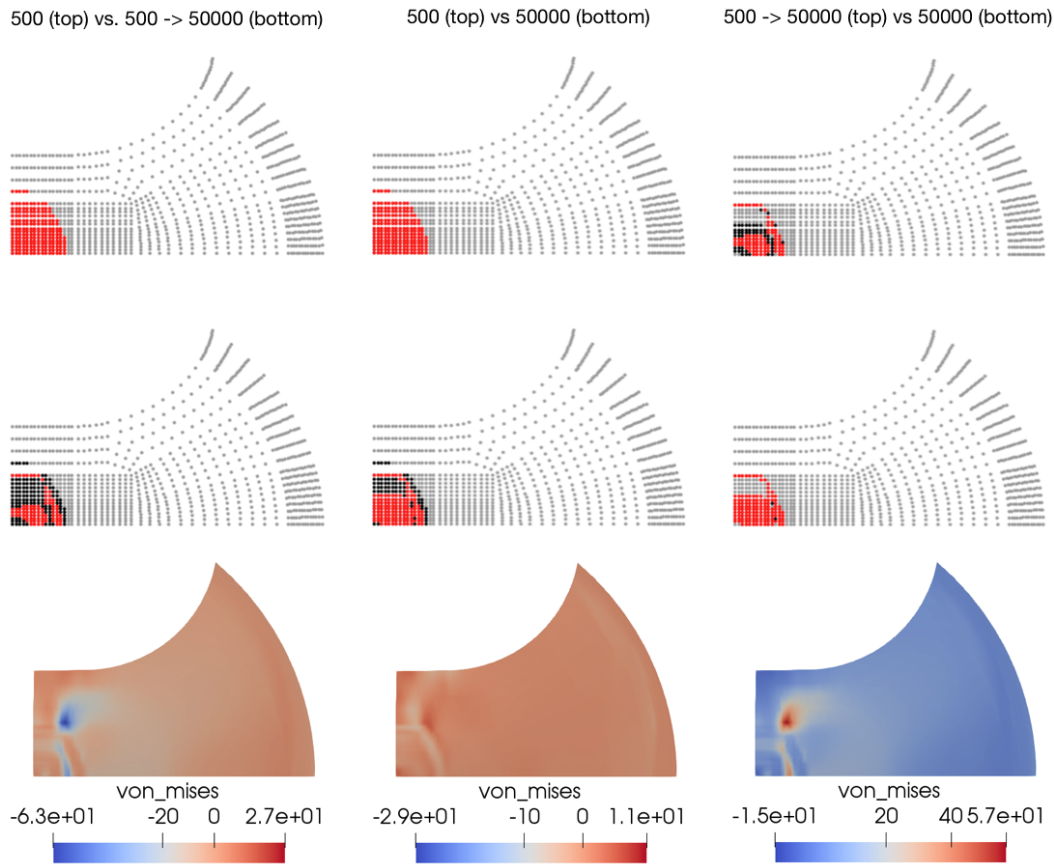 500 (top) vs. 500 -> 50000 (bottom)
500 (top) vs 50000 (bottom)
500 -> 50000 (top) vs 50000 (bottom)
von_mises
-6.3e+01 -20 0 2.7e+01
von_mises
-2.9e+01 -10 0 1.1e+01
von_mises
-1.5e+01 20 40 5.7e+01